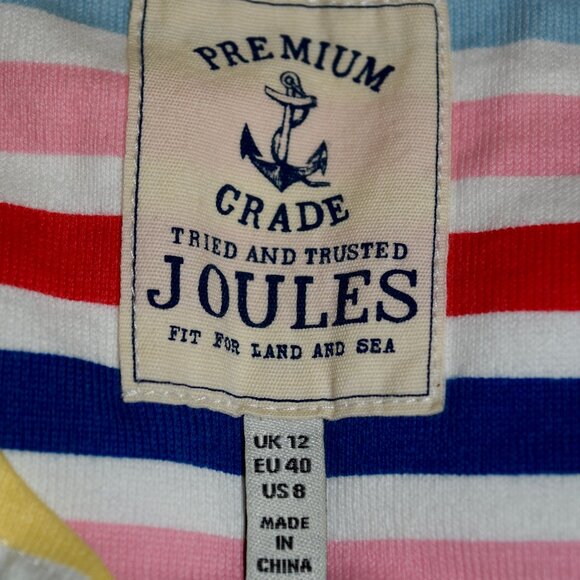 PREMIUM
GRADE
TRIED AND TRUSTED
JOULES
FIT FOR LAND AND SEA
UK 12
EU 40
US 8
MADE
IN
CHINA